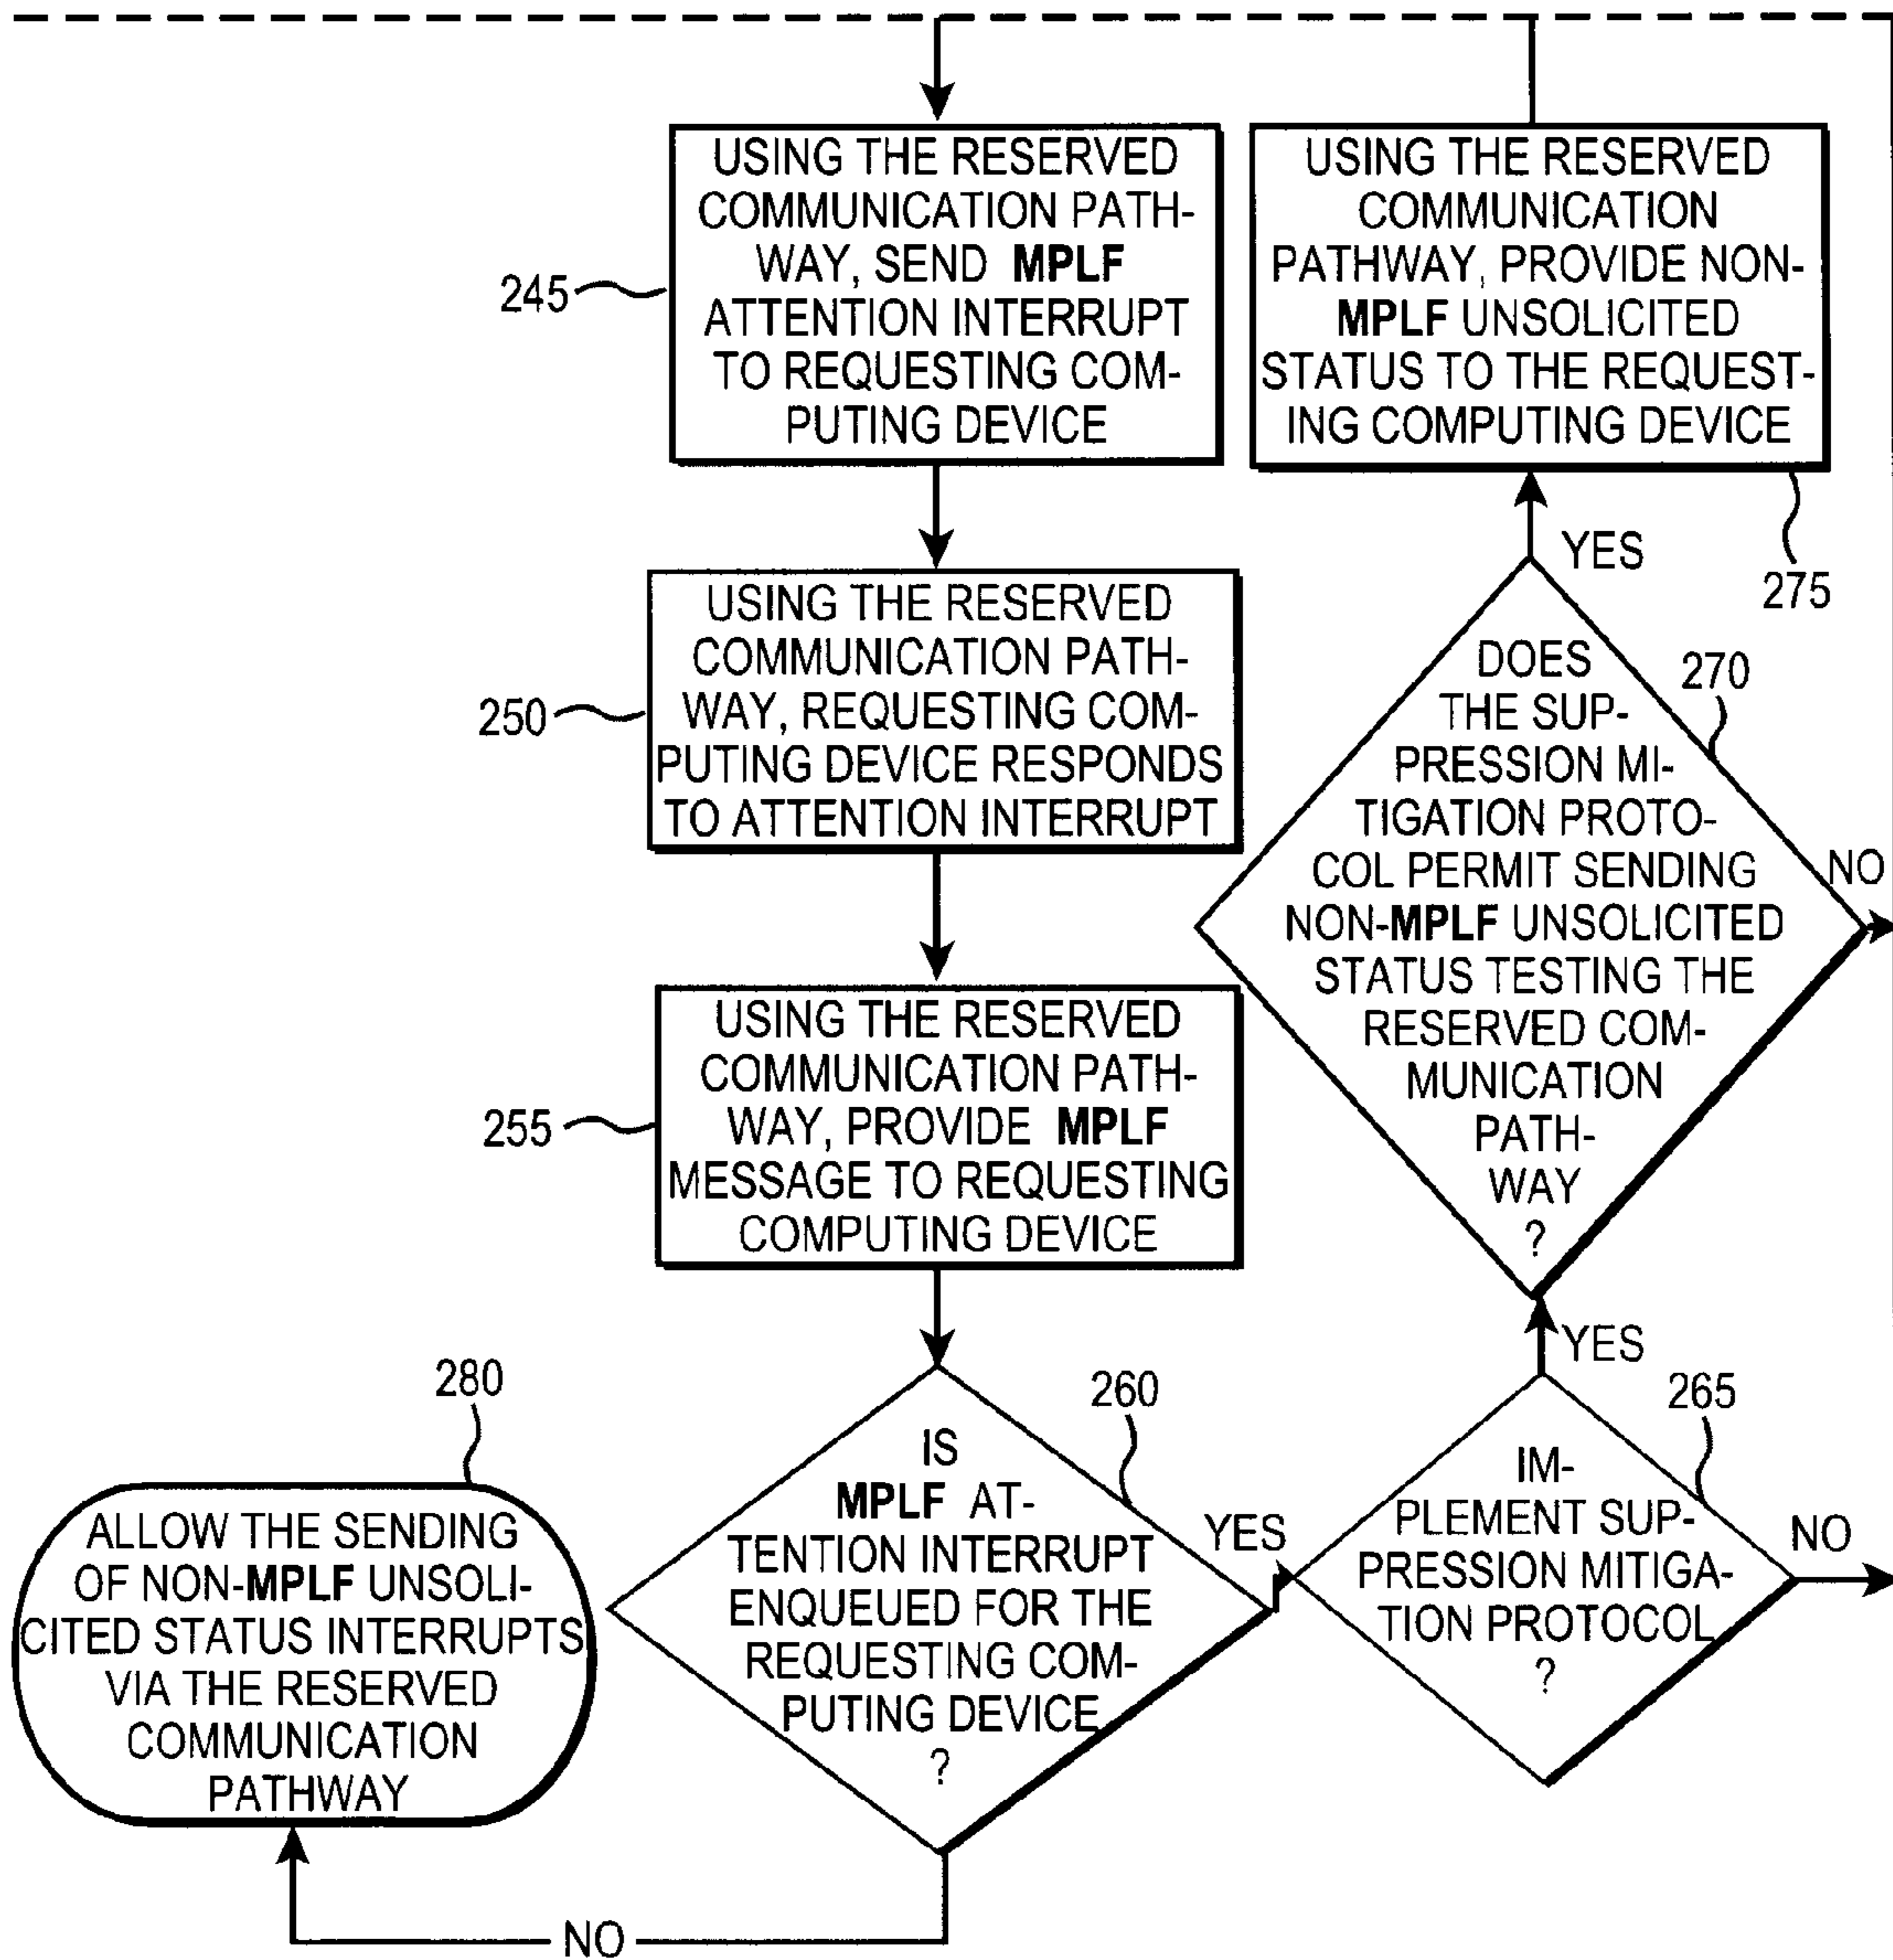 USING THE RESERVED
COMMUNICATION PATH-
WAY, SEND MPLF
ATTENTION INTERRUPT
TO REQUESTING COM-
PUTING DEVICE
245
USING THE RESERVED
COMMUNICATION PATH-
WAY, REQUESTING COM-
PUTING DEVICE RESPONDS
TO ATTENTION INTERRUPT
250
USING THE RESERVED
COMMUNICATION PATH-
WAY, PROVIDE MPLF
MESSAGE TO REQUESTING
COMPUTING DEVICE
255
IS
MPLF AT-
TENTION INTERRUPT
ENQUEUED FOR THE
REQUESTING COM-
PUTING DEVICE
?
260
YES
NO
280
ALLOW THE SENDING
OF NON-MPLF UNSOLI-
CITED STATUS INTERRUPTS
VIA THE RESERVED
COMMUNICATION
PATHWAY
IM-
PLEMENT SUP-
PRESSION MITIGA-
TION PROTOCOL
?
265
NO
YES
DOES
THE SUP-
PRESSION MI-
TIGATION PROTO-
COL PERMIT SENDING
NON-MPLF UNSOLICITED
STATUS TESTING THE
RESERVED COM-
MUNICATION
PATH-
WAY
?
270
NO
YES
USING THE RESERVED
COMMUNICATION
PATHWAY, PROVIDE NON-
MPLF UNSOLICITED
STATUS TO THE REQUEST-
ING COMPUTING DEVICE
275